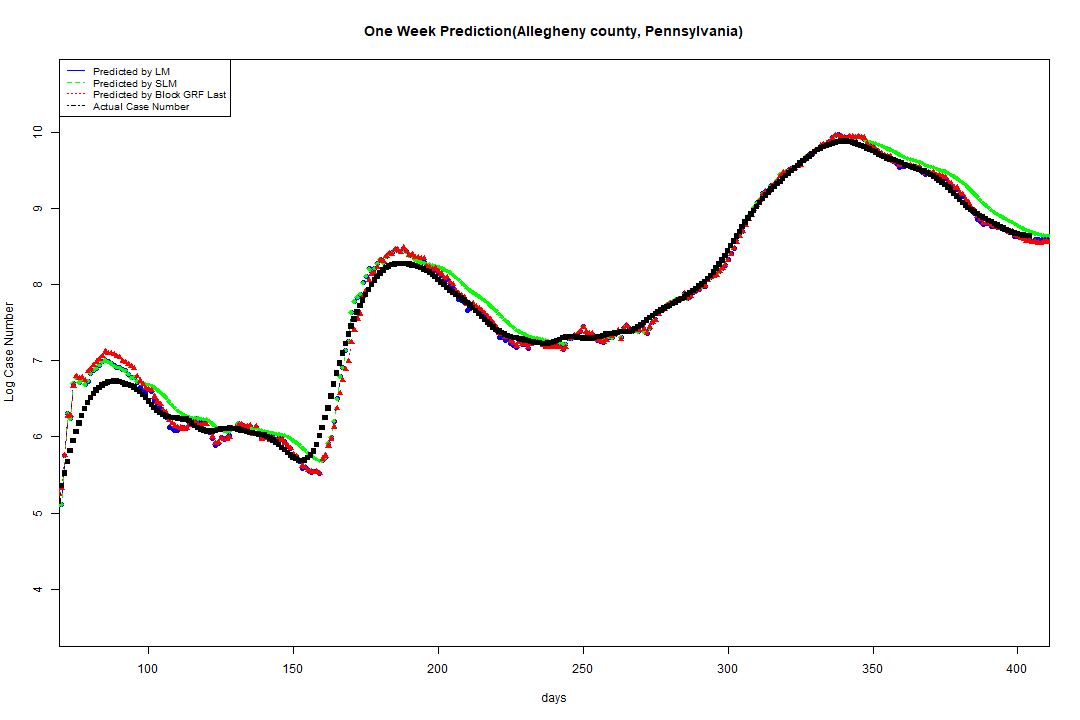 One Week Prediction(Allegheny county, Pennsylvania)
Predicted by LM
Predicted by SLM
Predicted by Block GRF Last
Actual Case Number
10
9
8
7
6
5
4
Log Case Number
100 150 200 250 300 350 400
days